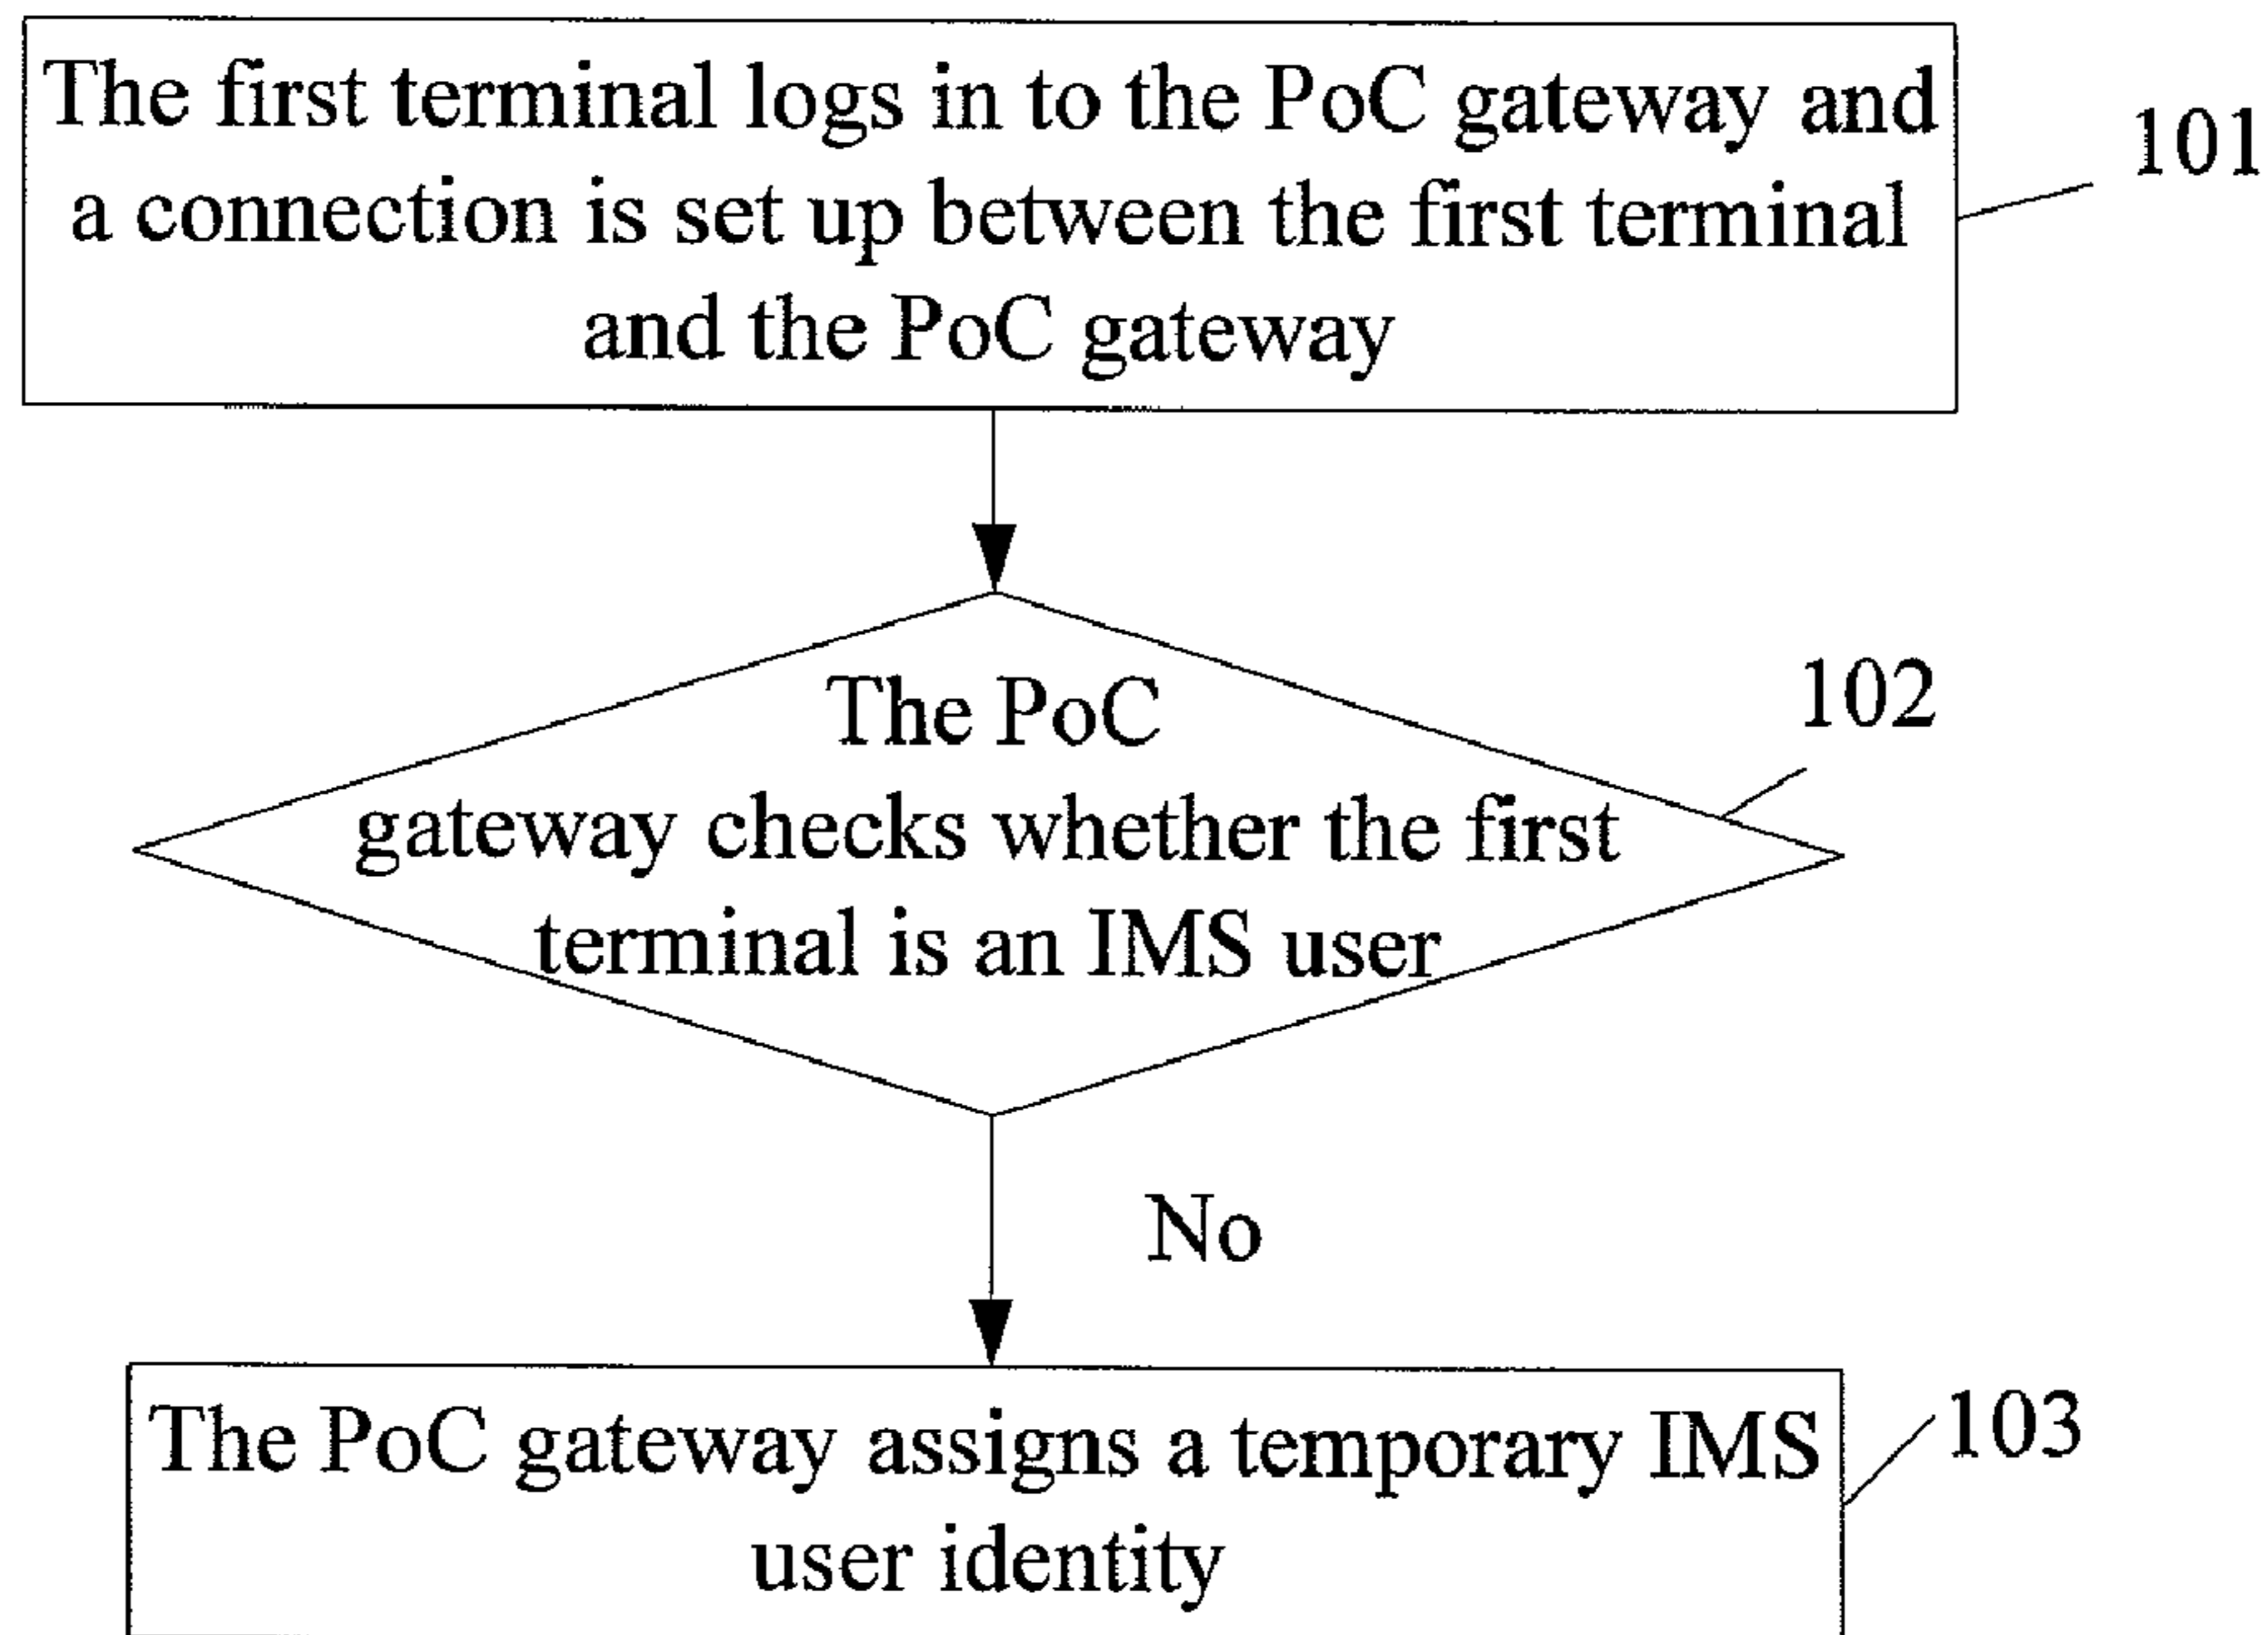 The first terminal logs in to the PoC gateway and
a connection is set up between the first terminal
and the PoC gateway
101
The PoC
gateway checks whether the first
terminal is an IMS user
102
No
The PoC gateway assigns a temporary IMS
user identity
103